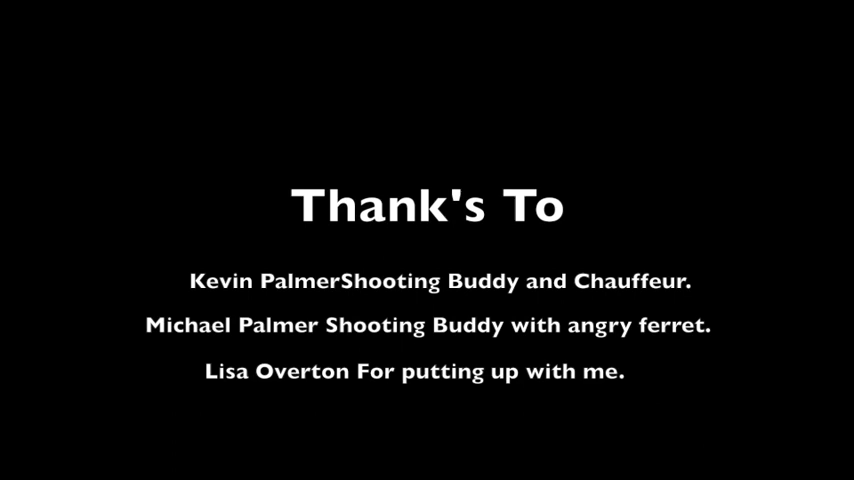 Thank's To
Kevin PalmerShooting Buddy and Chauffeur.
Michael Palmer Shooting Buddy with angry ferret.
Lisa Overton For putting up with me.